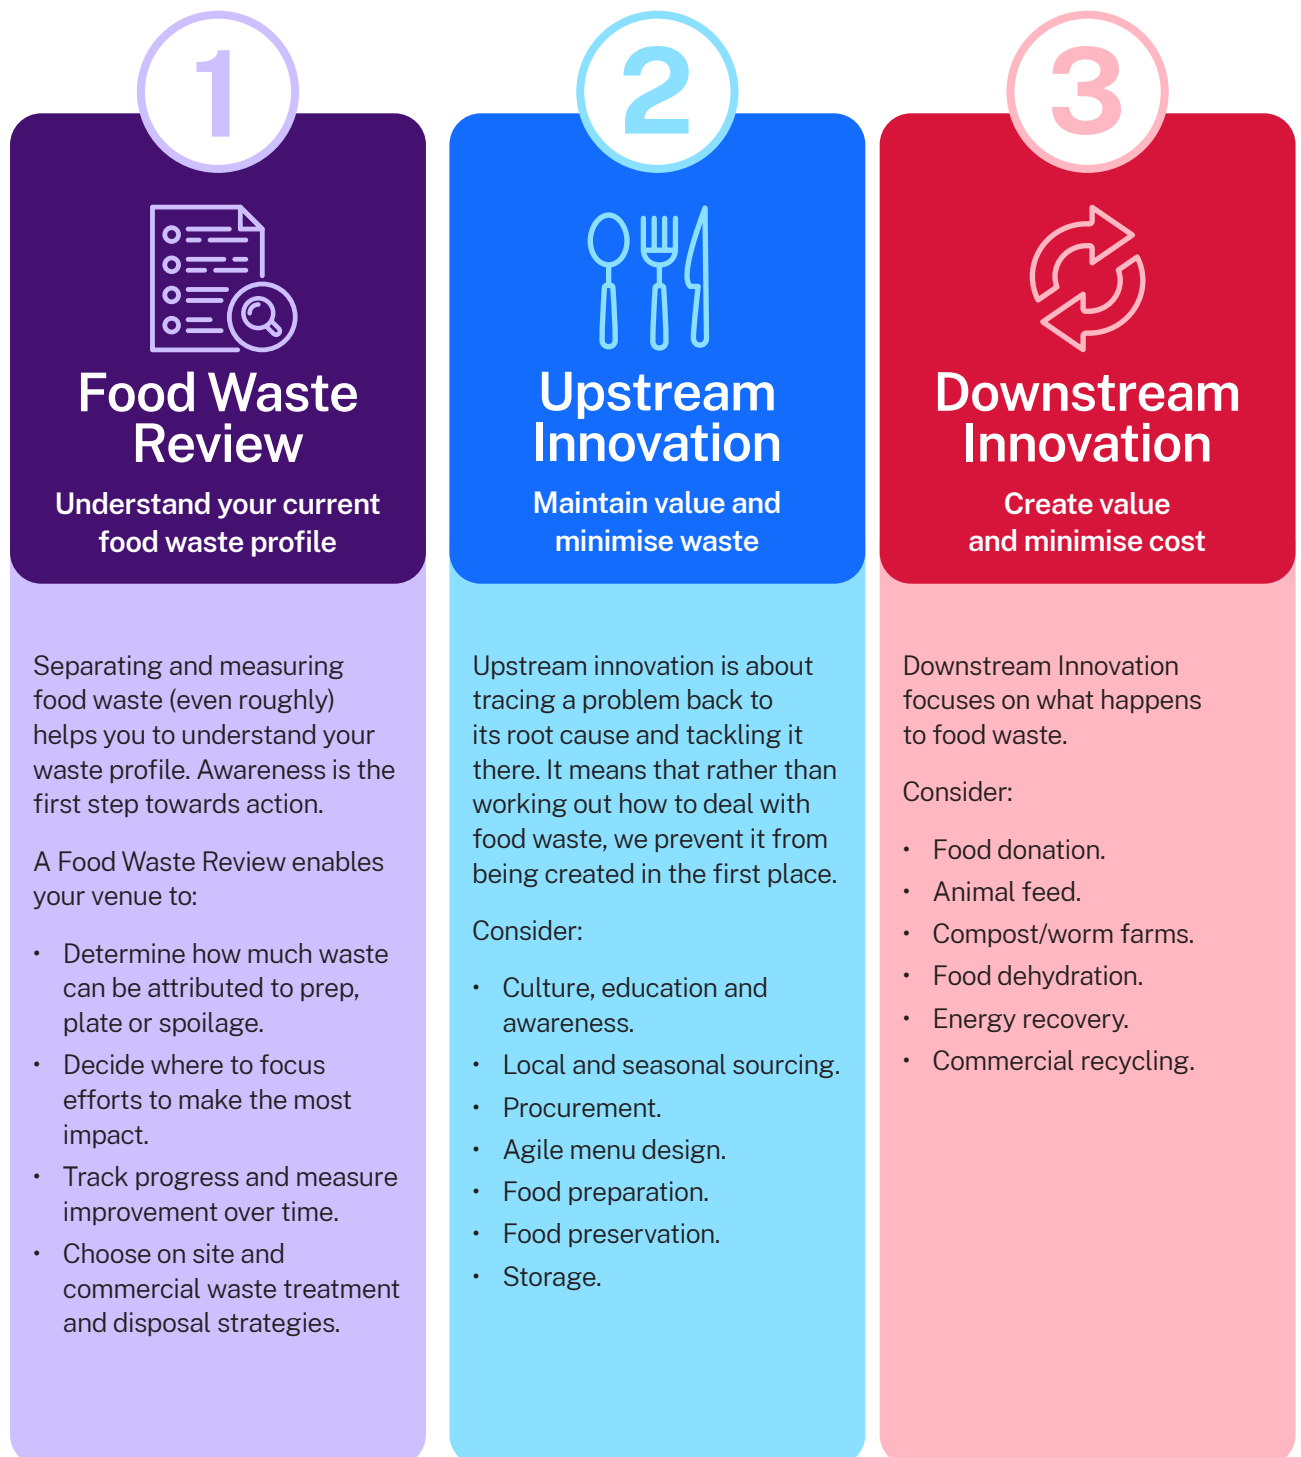 1
Food Waste
Review
Understand your current
food waste profile
Separating and measuring
food waste (even roughly)
helps you to understand your
waste profile. Awareness is the
first step towards action.
A Food Waste Review enables
your venue to:
• Determine how much waste
can be attributed to prep,
plate or spoilage.
• Decide where to focus
efforts to make the most
impact.
• Track progress and measure
improvement over time.
• Choose on site and
commercial waste treatment
and disposal strategies.
2
Upstream
Innovation
Maintain value and
minimise waste
Upstream innovation is about
tracing a problem back to
its root cause and tackling it
there. It means that rather than
working out how to deal with
food waste, we prevent it from
being created in the first place.
Consider:
• Culture, education and
awareness.
• Local and seasonal sourcing.
• Procurement.
• Agile menu design.
• Food preparation.
• Food preservation.
• Storage.
3
Downstream
Innovation
Create value
and minimise cost
Downstream Innovation
focuses on what happens
to food waste.
Consider:
• Food donation.
• Animal feed.
• Compost/worm farms.
• Food dehydration.
• Energy recovery.
• Commercial recycling.